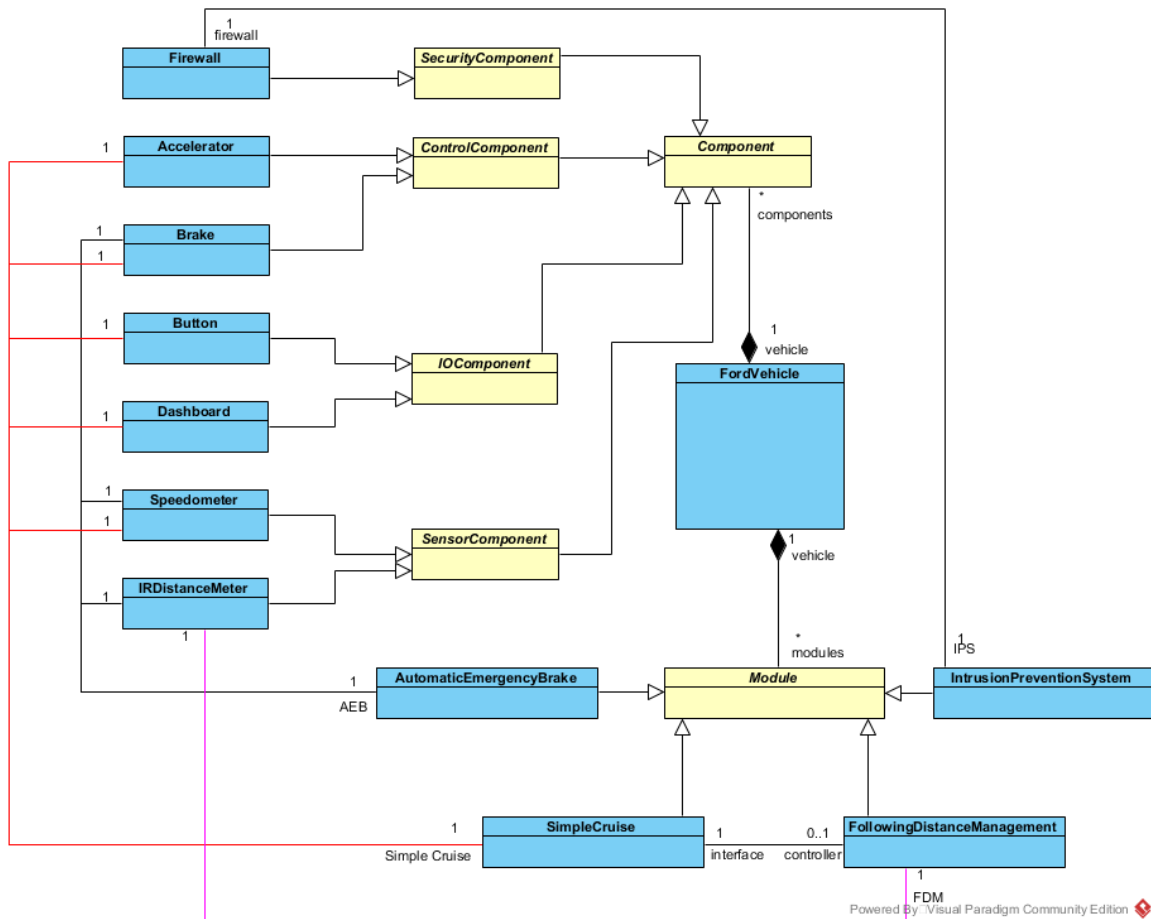 1
firewall
Firewall
SecurityComponent
1
Accelerator
ControlComponent
Component
*
components
1
Brake
1
1
Button
1
vehicle
IOComponent
FordVehicle
1
Dashboard
1
Speedometer
1
SensorComponent
1
vehicle
IRDistanceMeter
1
1
*
modules
1
IPS
1
AEB
AutomaticEmergencyBrake
Module
IntrusionPreventionSystem
1
Simple Cruise
SimpleCruise
1
interface
0..1
controller
FollowingDistanceManagement
1
FDM
Powered By Visual Paradigm Community Edition